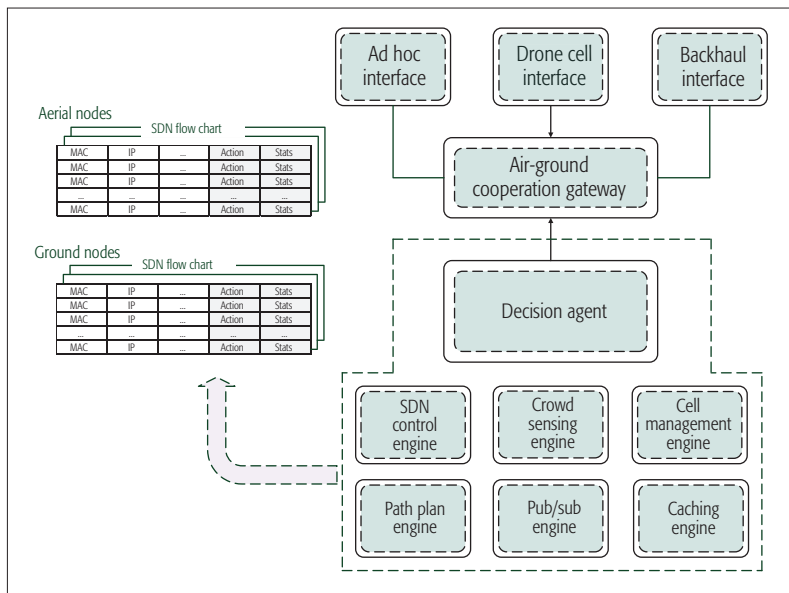 Ad hoc
interface
Drone cell
interface
Backhaul
interface
Aerial nodes
SDN flow chart
MAC IP ... Action Stats
MAC IP ... Action Stats
MAC IP ... Action Stats
... ... ... ... ...
MAC IP ... Action Stats
Air-ground
cooperation gateway
Ground nodes
SDN flow chart
MAC IP ... Action Stats
MAC IP ... Action Stats
MAC IP ... Action Stats
... ... ... ... ...
MAC IP ... Action Stats
Decision agent
SDN
control
engine
Crowd
sensing
engine
Cell
management
engine
Path plan
engine
Pub/sub
engine
Caching
engine